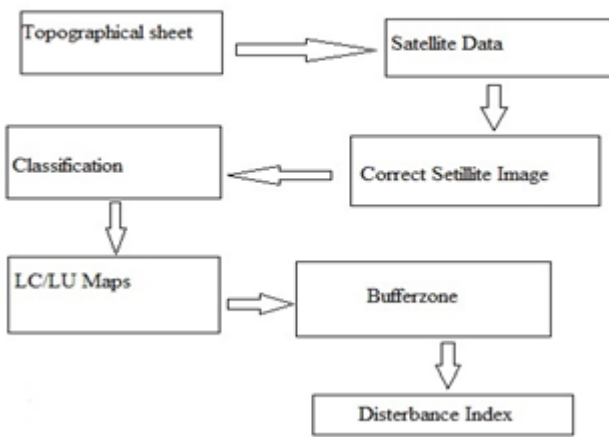 Topographical sheet
Satellite Data
Correct Setillite Image
Classification
LC/LU Maps
Bufferzone
Disterbance Index